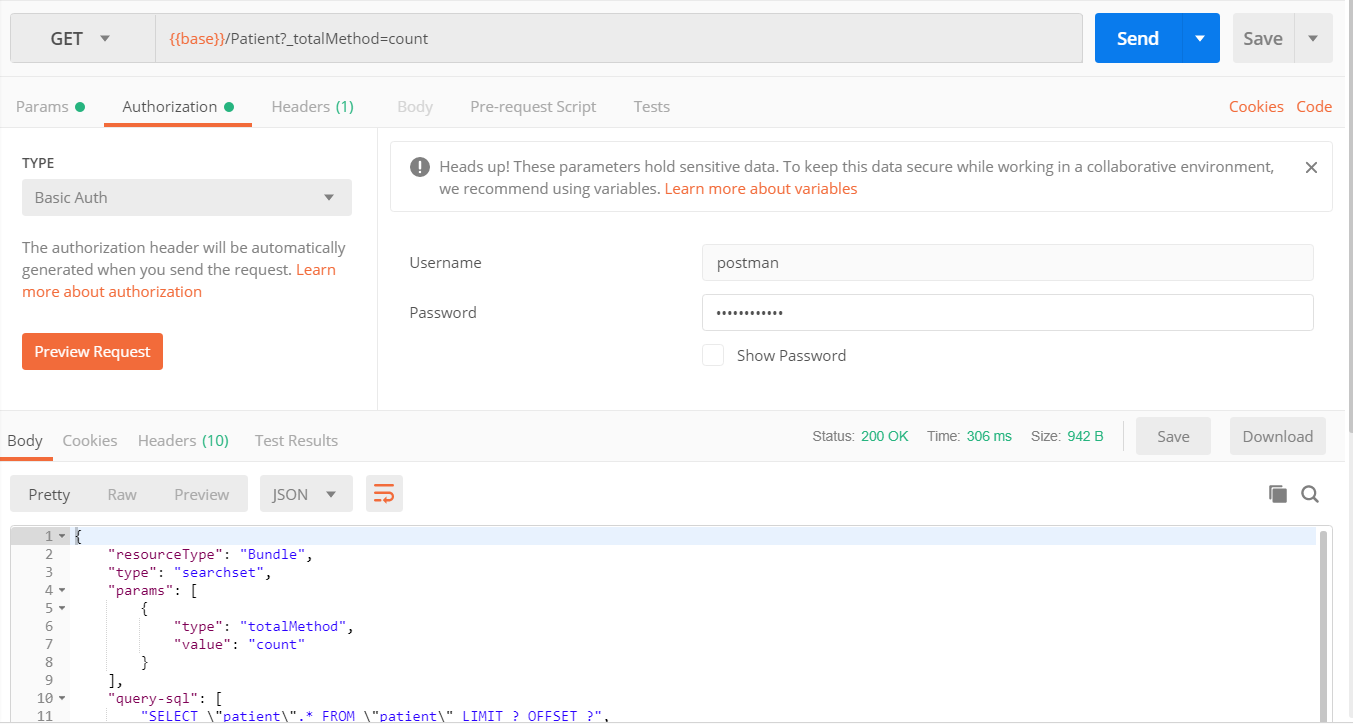 GET {{base}}/Patient?_totalMethod=count Send Save
Params Authorization Headers (1) Body Pre-request Script Tests Cookies Code
TYPE
Basic Auth
The authorization header will be automatically
generated when you send the request. Learn
more about authorization
Preview Request
Heads up! These parameters hold sensitive data. To keep this data secure while working in a collaborative environment,
we recommend using variables. Learn more about variables
Username postman
Password ••••••••••••
Show Password
Body Cookies Headers (10) Test Results Status: 200 OK Time: 306 ms Size: 942 B Save Download
Pretty Raw Preview JSON
1 {
2 "resourceType": "Bundle",
3 "type": "searchset",
4 "params": [
5 {
6 "type": "totalMethod",
7 "value": "count"
8 }
9 ],
10 "query-sql": [
11 "SELECT \"patient\".* FROM \"patient\" LIMIT ? OFFSET ?",